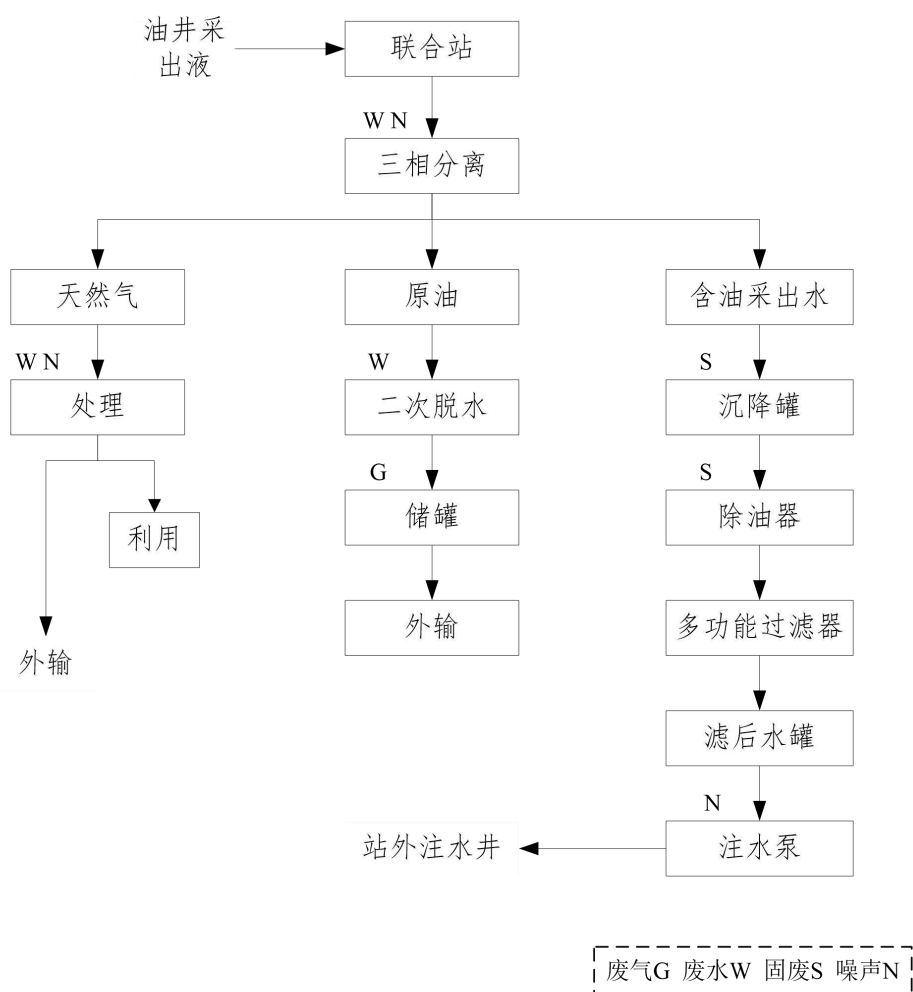 油井采
出液
联合站
W N
三相分离
天然气
原油
含油采出水
W N
W
S
处理
二次脱水
沉降罐
G
S
利用
储罐
除油器
外输
外输
多功能过滤器
滤后水罐
N
站外注水井
注水泵
废气G 废水W 固废S 噪声N